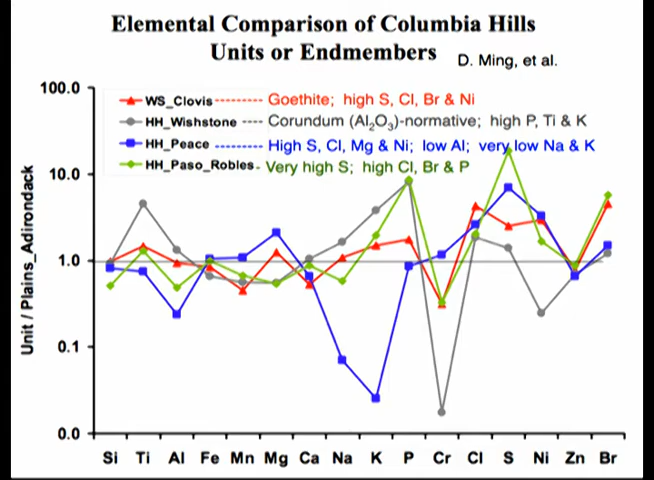 Elemental Comparison of Columbia Hills
Units or Endmembers
D. Ming, et al.
100.0
WS_Clovis -------- Goethite; high S, Cl, Br & Ni
HH_Wishstone ---- Corundum (Al₂O₃)-normative; high P, Ti & K
HH_Peace -------- High S, Cl, Mg & Ni; low Al; very low Na & K
HH_Paso_Robles- Very high S; high Cl, Br & P
10.0
1.0
0.1
0.0
Unit / Plains_Adirondack
Si Ti Al Fe Mn Mg Ca Na K P Cr Cl S Ni Zn Br